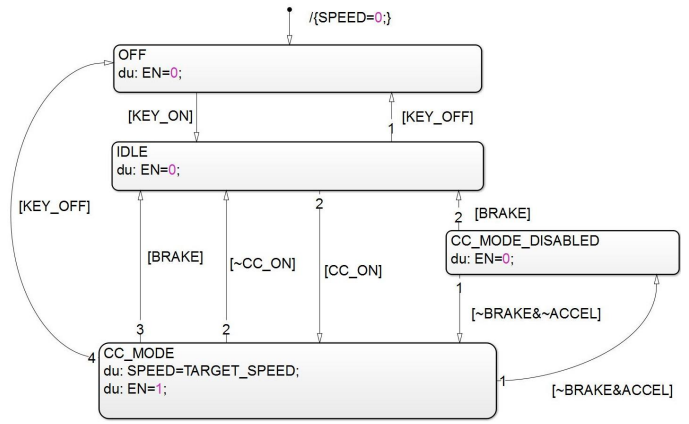 /{SPEED=0;}
OFF
du: EN=0;
[KEY_ON]
1
[KEY_OFF]
IDLE
du: EN=0;
[KEY_OFF]
2
2
[BRAKE]
CC_MODE_DISABLED
du: EN=0;
[BRAKE]
[~CC_ON]
[CC_ON]
1
[~BRAKE&~ACCEL]
3
2
4
CC_MODE
du: SPEED=TARGET_SPEED;
du: EN=1;
1
[~BRAKE&ACCEL]